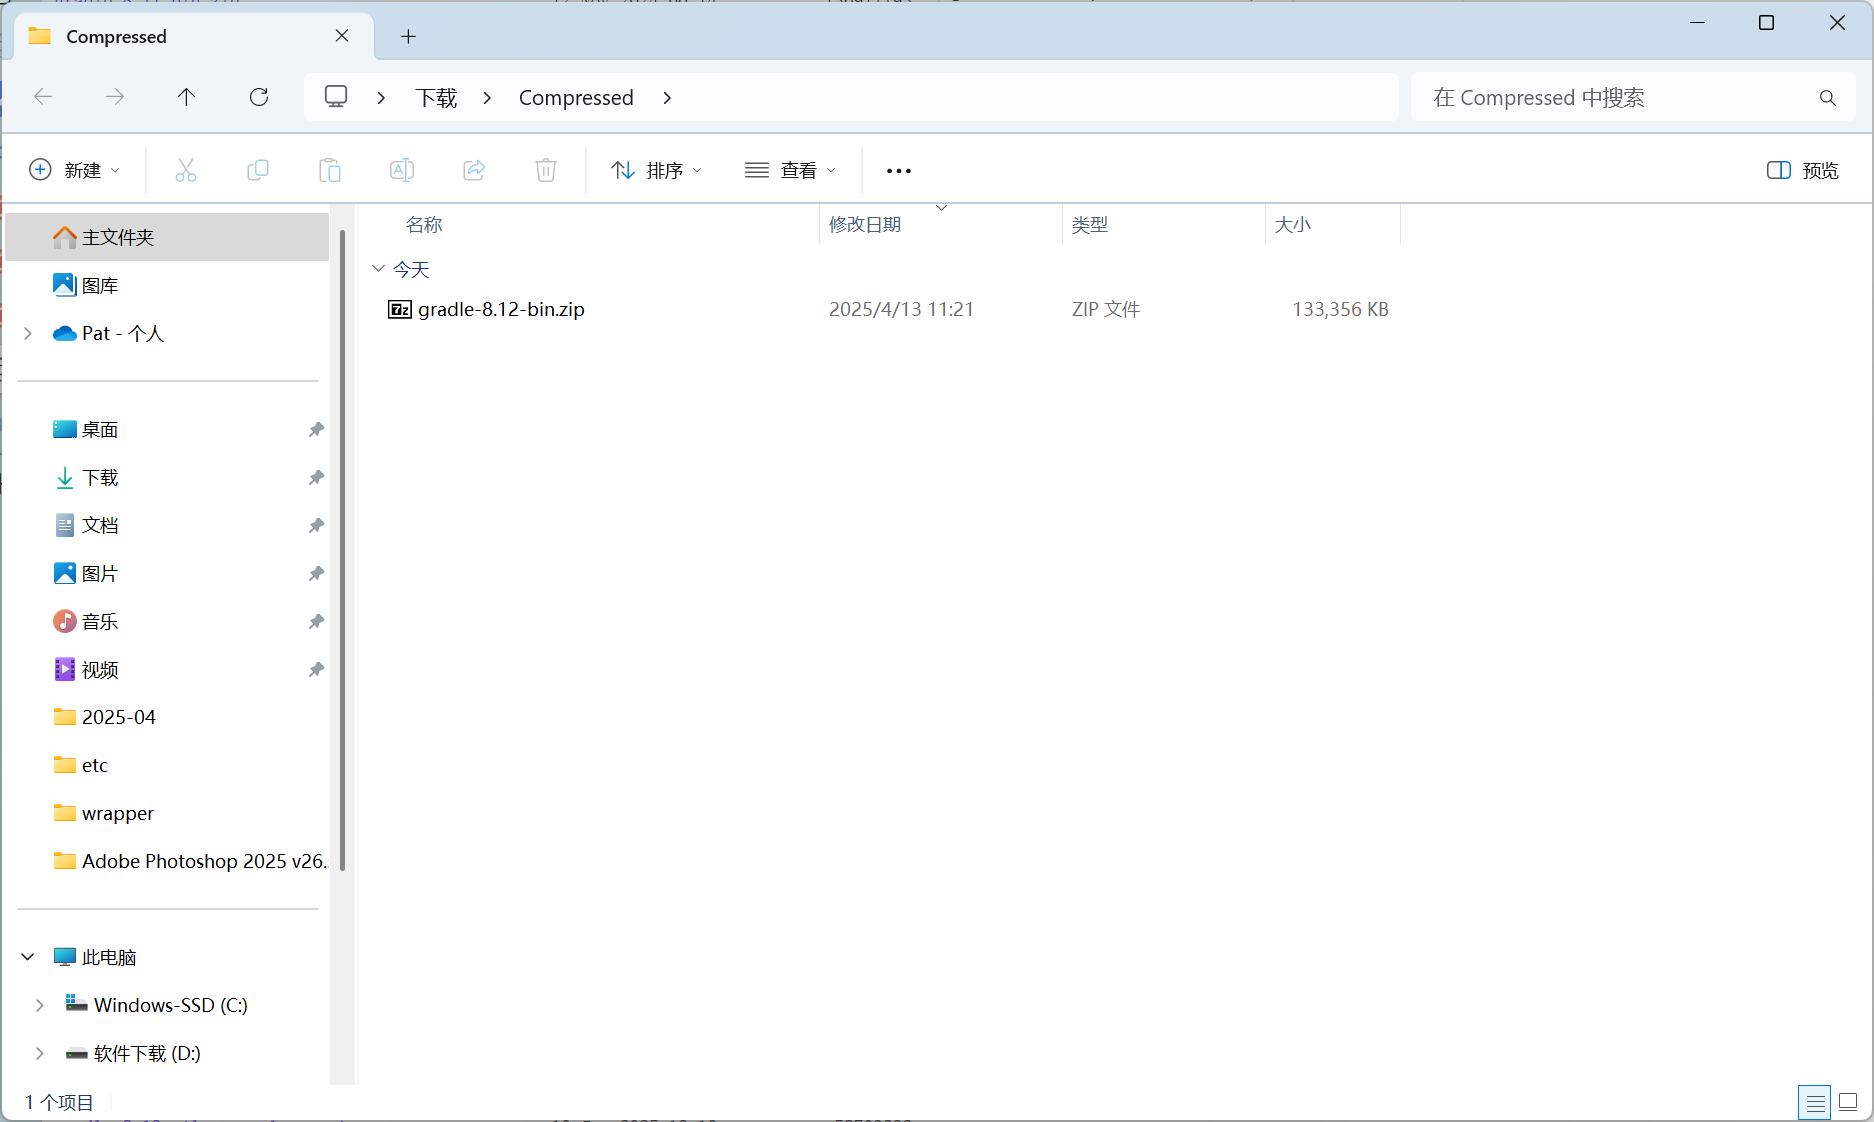 Compressed
下载
Compressed
在 Compressed 中搜索
新建
排序
查看
预览
主文件夹
图库
Pat - 个人
桌面
下载
文档
图片
音乐
视频
2025-04
etc
wrapper
Adobe Photoshop 2025 v26.
此电脑
Windows-SSD (C:)
软件下载 (D:)
名称 修改日期 类型 大小
今天
gradle-8.12-bin.zip 2025/4/13 11:21 ZIP 文件 133,356 KB
1 个项目